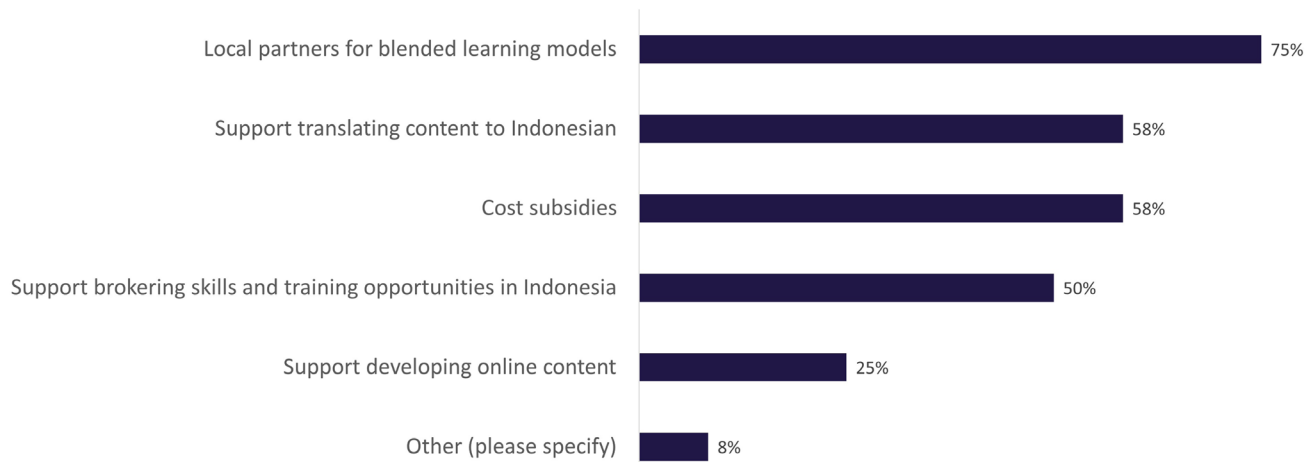 Local partners for blended learning models 75%
Support translating content to Indonesian 58%
Cost subsidies 58%
Support brokering skills and training opportunities in Indonesia 50%
Support developing online content 25%
Other (please specify) 8%